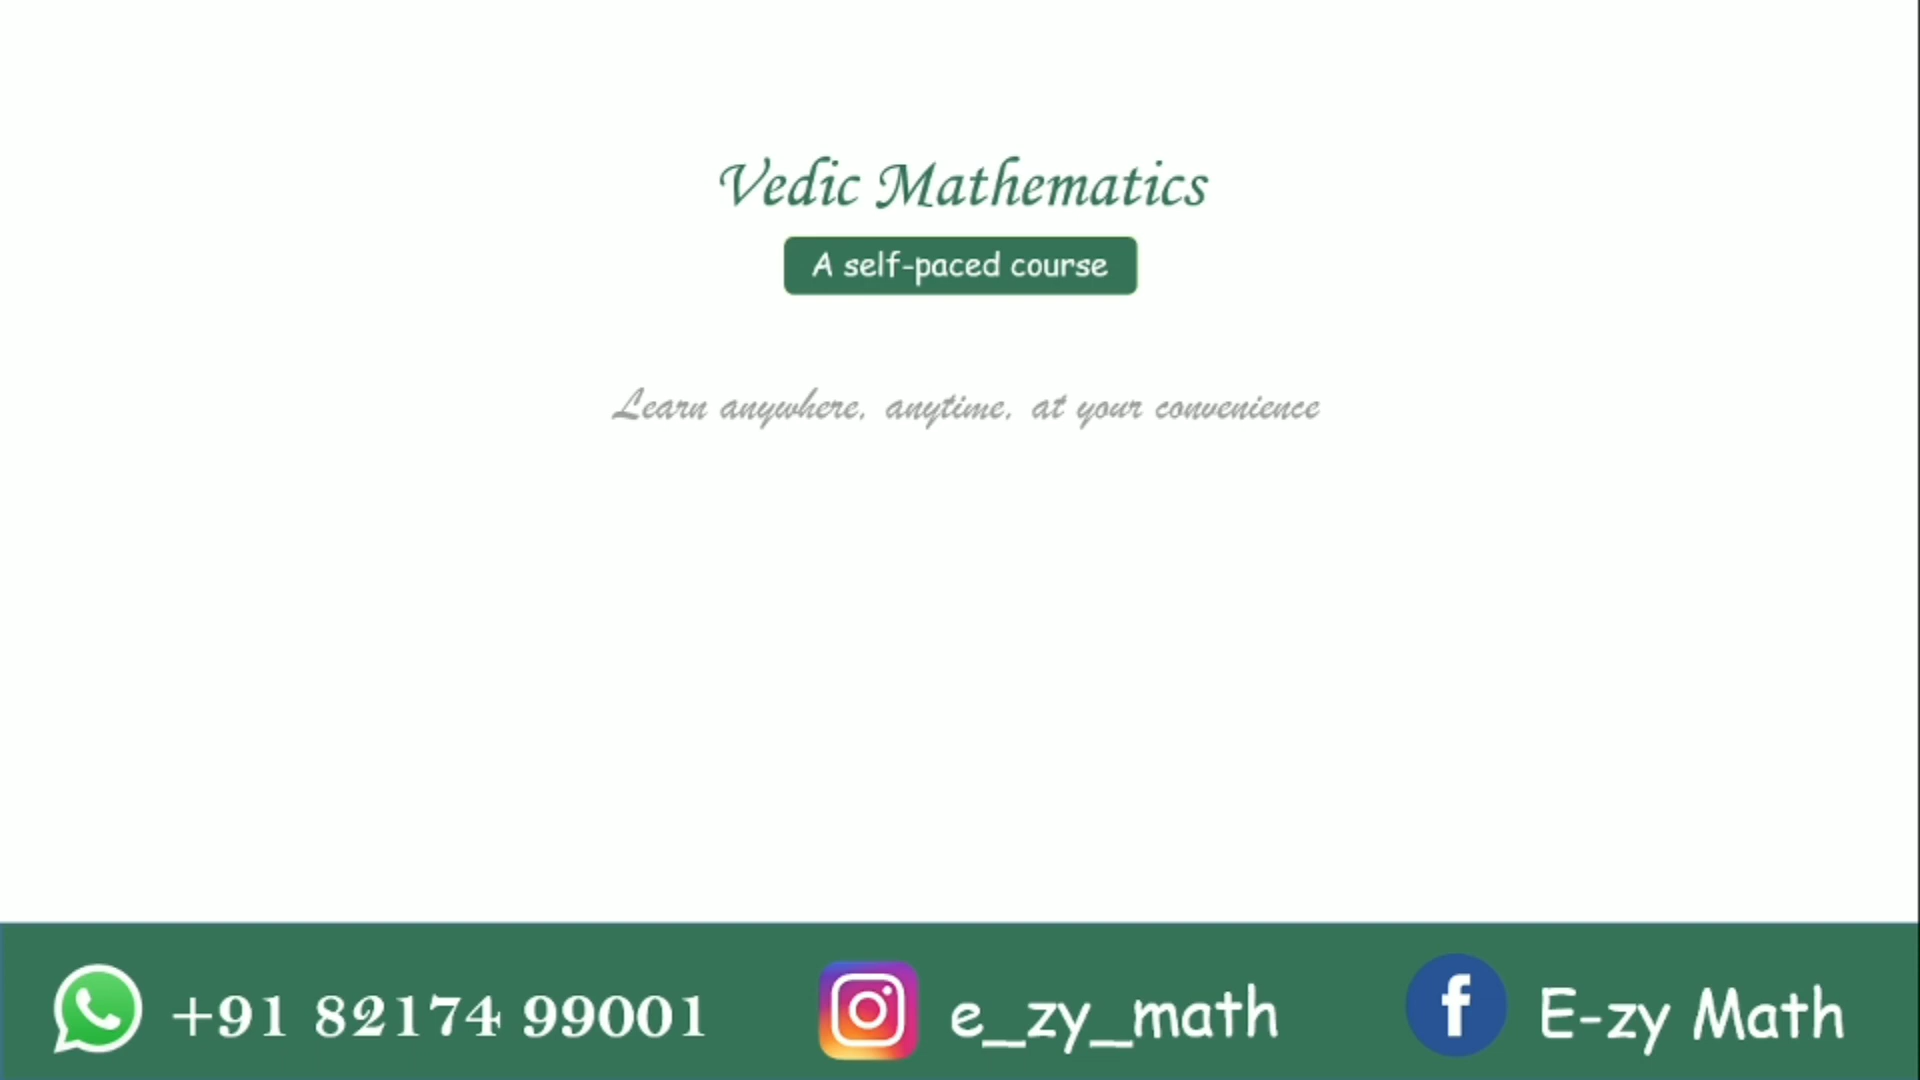 Vedic Mathematics
A self-paced course
Learn anywhere, anytime, at your convenience
+91 82174 99001
e_zy_math
E-zy Math